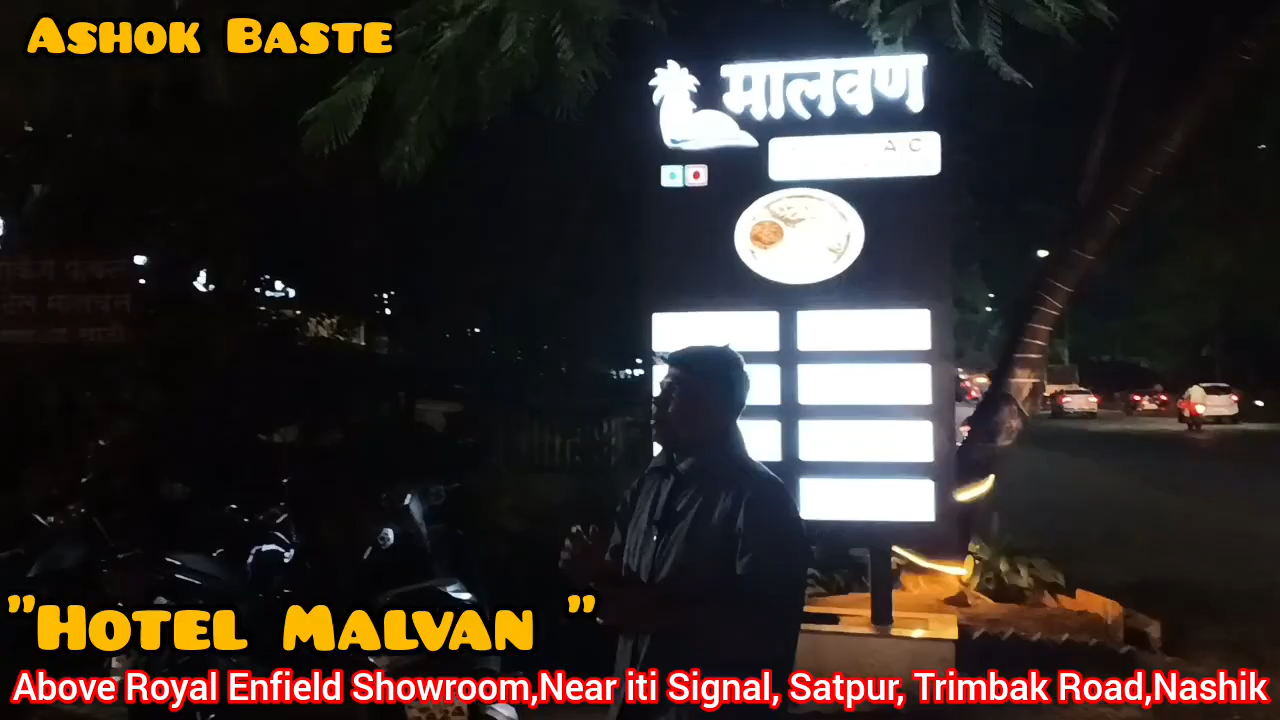 Ashok Baste
मालवण
A C
"Hotel Malvan "
Above Royal Enfield Showroom,Near iti Signal, Satpur, Trimbak Road,Nashik